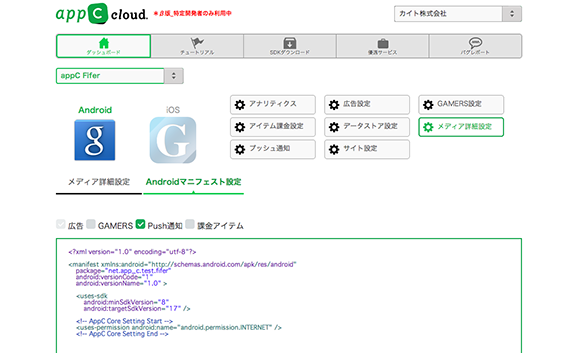 appC cloud. ※β版_特定開発者のみ利用中
カイト株式会社
ダッシュボード
チュートリアル
SDKダウンロード
優遇サービス
バグレポート
appC Fifer
Android
iOS
アナリティクス
広告設定
GAMERS設定
アイテム課金設定
データストア設定
メディア詳細設定
プッシュ通知
サイト設定
g
G
メディア詳細設定
Androidマニフェスト設定
広告 GAMERS Push通知 課金アイテム
<?xml version="1.0" encoding="utf-8"?>
<manifest xmlns:android="http://schemas.android.com/apk/res/android"
package="net.app_c.test.fifer"
android:versionCode="1"
android:versionName="1.0" >
<uses-sdk
android:minSdkVersion="8"
android:targetSdkVersion="17" />
<!-- AppC Core Setting Start -->
<uses-permission android:name="android.permission.INTERNET" />
<!-- AppC Core Setting End -->